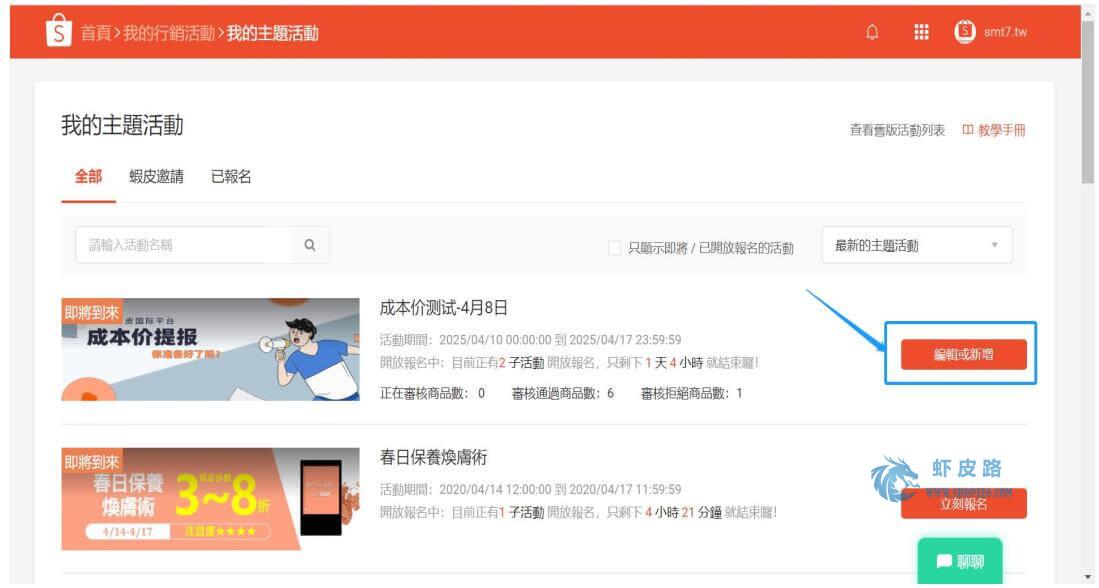 首頁>我的行銷活動>我的主題活動
smt7.tw
我的主題活動
查看舊版活動列表 教學手冊
全部 蝦皮邀請 已報名
請輸入活動名稱
只顯示即將 / 已開放報名的活動
最新的主題活動
即將到來
皮国际平台
成本价提报
你准备好了吗?
成本价测试-4月8日
活動期間：2025/04/10 00:00:00 到 2025/04/17 23:59:59
開放報名中：目前正有2 子活動 開放報名，只剩下 1 天 4 小時 就結束囉！
正在審核商品數： 0 審核通過商品數：6 審核拒絕商品數：1
編輯或新增
即將到來
春日保養
煥膚術
3~8折
4/14-4/17
注目度★★★★
春日保養煥膚術
活動期間：2020/04/14 12:00:00 到 2020/04/17 11:59:59
開放報名中：目前正有1 子活動 開放報名，只剩下 4 小時 21 分鐘 就結束囉！
虾皮路
立刻報名
聊聊